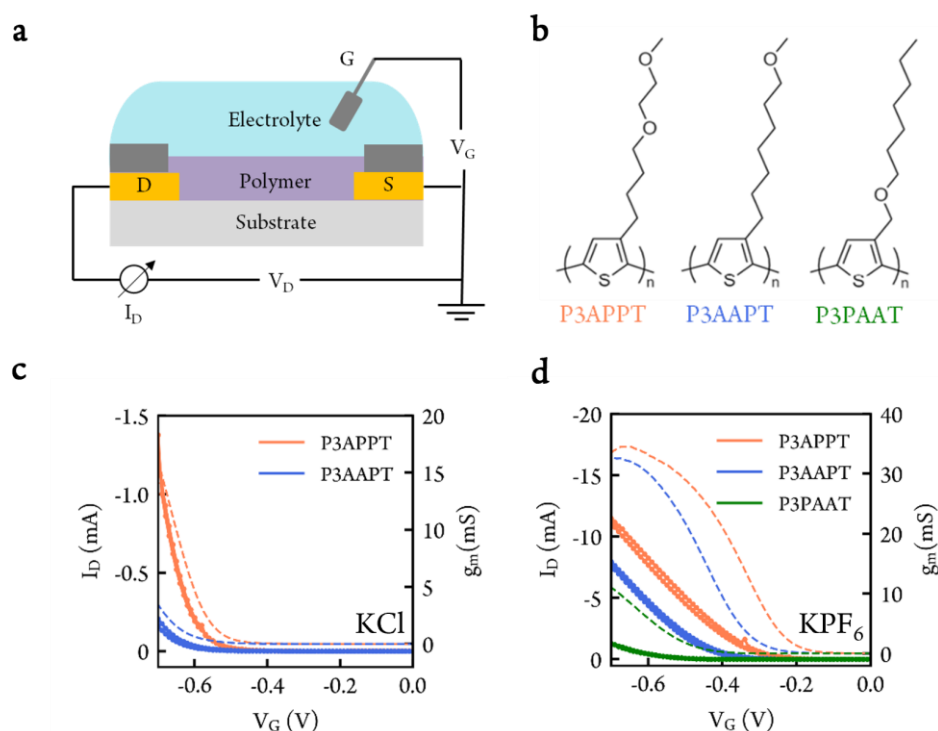 a
G
Electrolyte
V_G
D
Polymer
S
Substrate
V_D
I_D
b
O
O
O
O
S
n
S
n
S
n
P3APPT
P3AAPT
P3PAAT
c
-1.5
20
P3APPT
P3AAPT
15
-1.0
10
-0.5
5
KCl
0
0
-0.6
-0.4
-0.2
0.0
I_D (mA)
g_m (mS)
V_G (V)
d
-20
40
P3APPT
P3AAPT
P3PAAT
-15
30
-10
20
-5
10
KPF₆
0
0
-0.6
-0.4
-0.2
0.0
I_D (mA)
g_m (mS)
V_G (V)